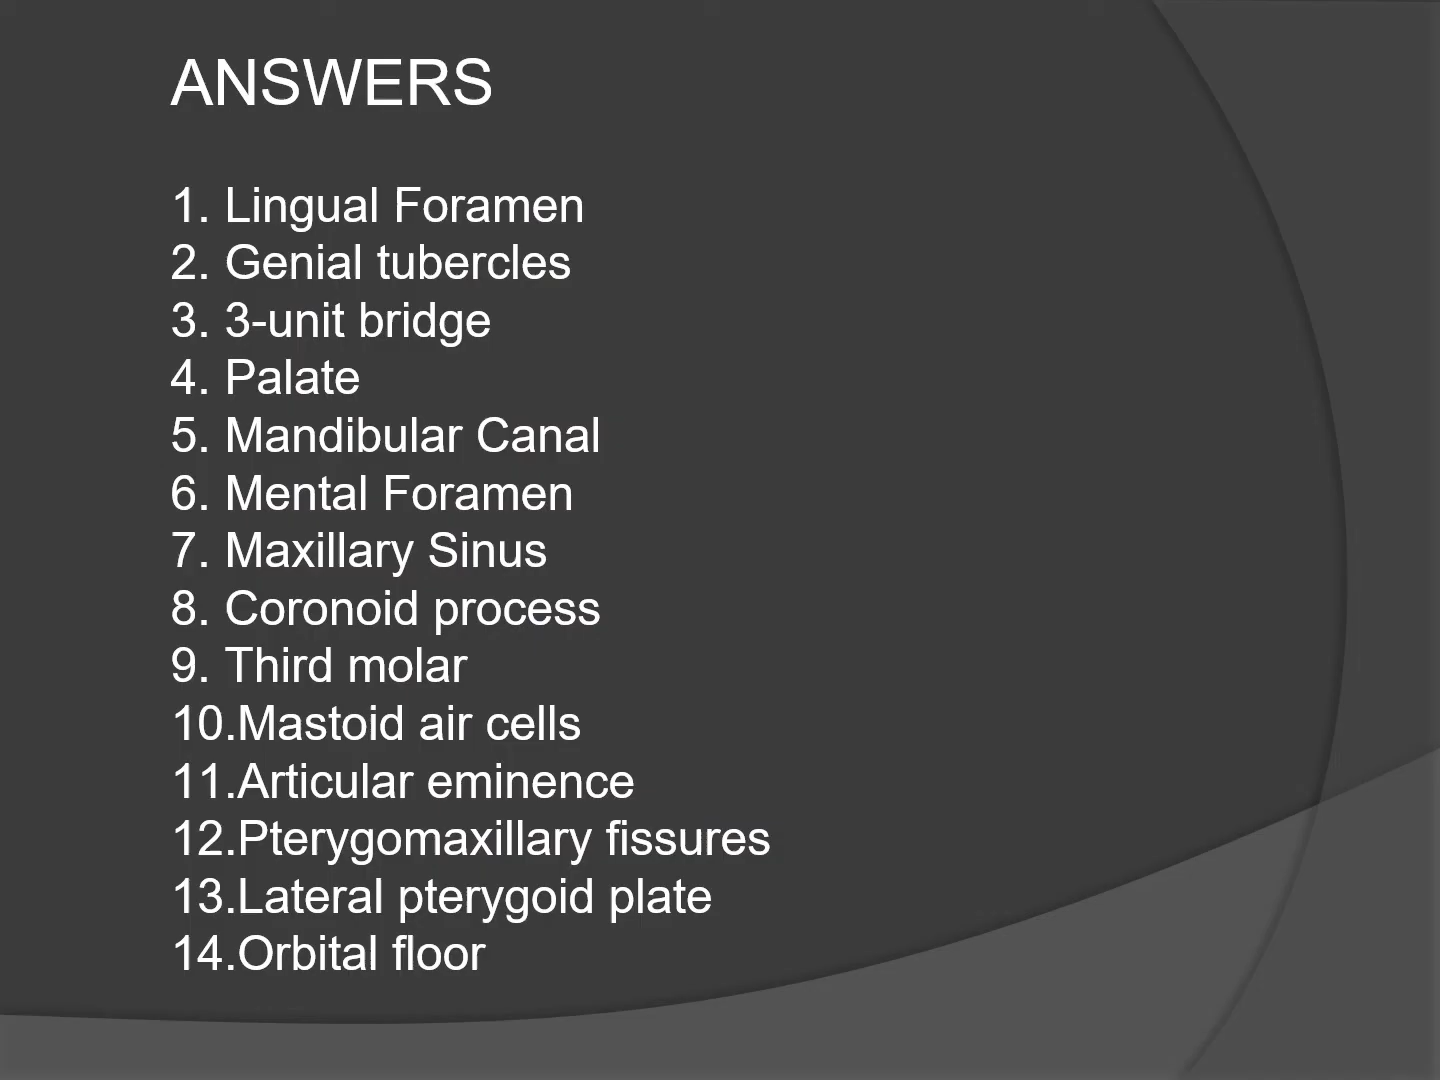 ANSWERS
1. Lingual Foramen
2. Genial tubercles
3. 3-unit bridge
4. Palate
5. Mandibular Canal
6. Mental Foramen
7. Maxillary Sinus
8. Coronoid process
9. Third molar
10.Mastoid air cells
11.Articular eminence
12.Pterygomaxillary fissures
13.Lateral pterygoid plate
14.Orbital floor